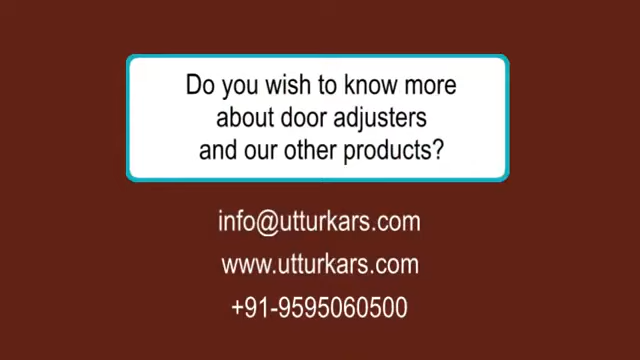 Do you wish to know more
about door adjusters
and our other products?
info@utturkars.com
www.utturkars.com
+91-9595060500